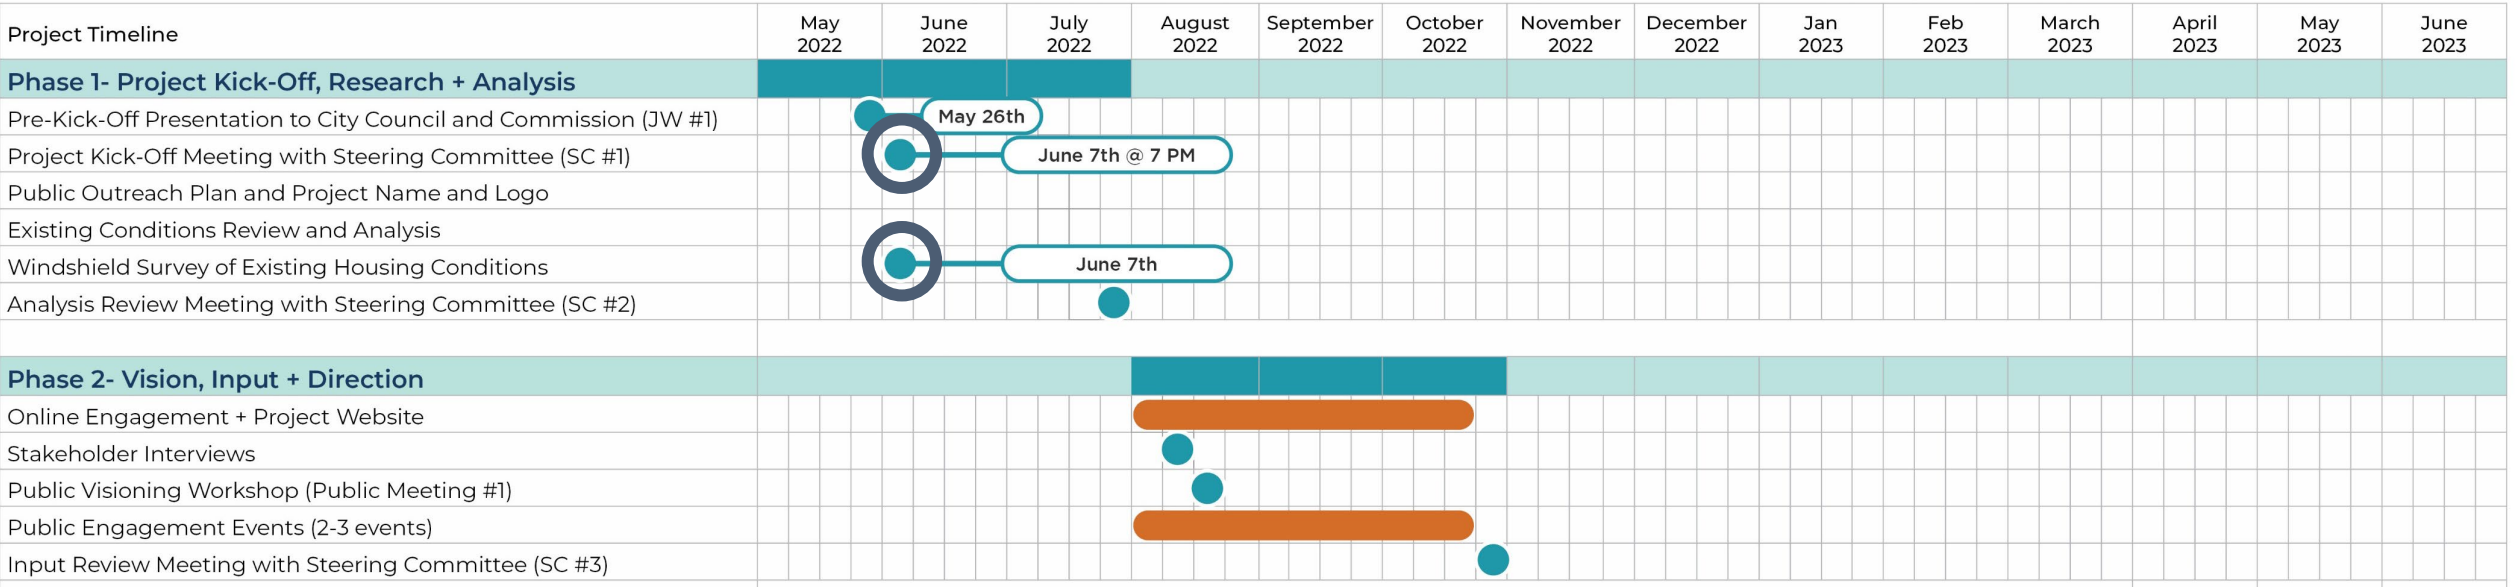 Project Timeline
May 2022
June 2022
July 2022
August 2022
September 2022
October 2022
November 2022
December 2022
Jan 2023
Feb 2023
March 2023
April 2023
May 2023
June 2023
Phase 1- Project Kick-Off, Research + Analysis
Pre-Kick-Off Presentation to City Council and Commission (JW #1)
May 26th
Project Kick-Off Meeting with Steering Committee (SC #1)
June 7th @ 7 PM
Public Outreach Plan and Project Name and Logo
Existing Conditions Review and Analysis
Windshield Survey of Existing Housing Conditions
June 7th
Analysis Review Meeting with Steering Committee (SC #2)
Phase 2- Vision, Input + Direction
Online Engagement + Project Website
Stakeholder Interviews
Public Visioning Workshop (Public Meeting #1)
Public Engagement Events (2-3 events)
Input Review Meeting with Steering Committee (SC #3)